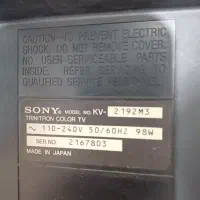 CAUTION: TO PREVENT ELECTRIC
SHOCK, DO NOT REMOVE COVER.
NO USER-SERVICEABLE PARTS
INSIDE. REFER SERVICING TO
QUALIFIED SERVICE PERSONNEL.
SONY® MODEL NO. KV-2192M3
TRINITRON COLOR TV
~ 110-240V 50/60HZ 98W
SER.NO. 2167803
MADE IN JAPAN